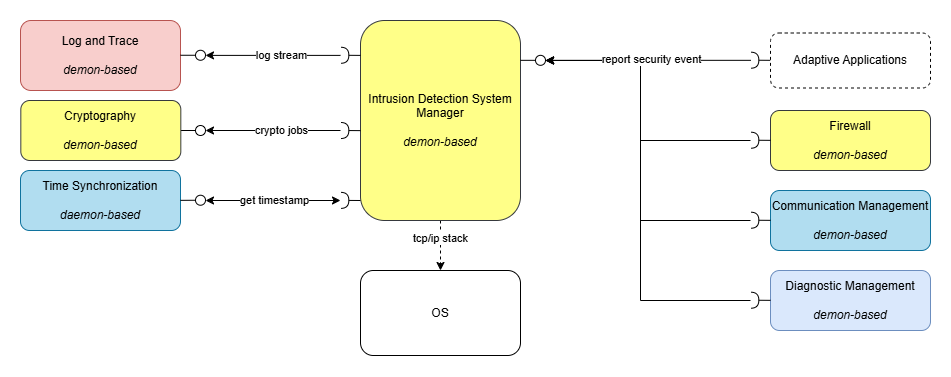 Log and Trace
demon-based
Cryptography
demon-based
Time Synchronization
daemon-based
log stream
crypto jobs
get timestamp
Intrusion Detection System
Manager
demon-based
tcp/ip stack
OS
report security event
Adaptive Applications
Firewall
demon-based
Communication Management
demon-based
Diagnostic Management
demon-based